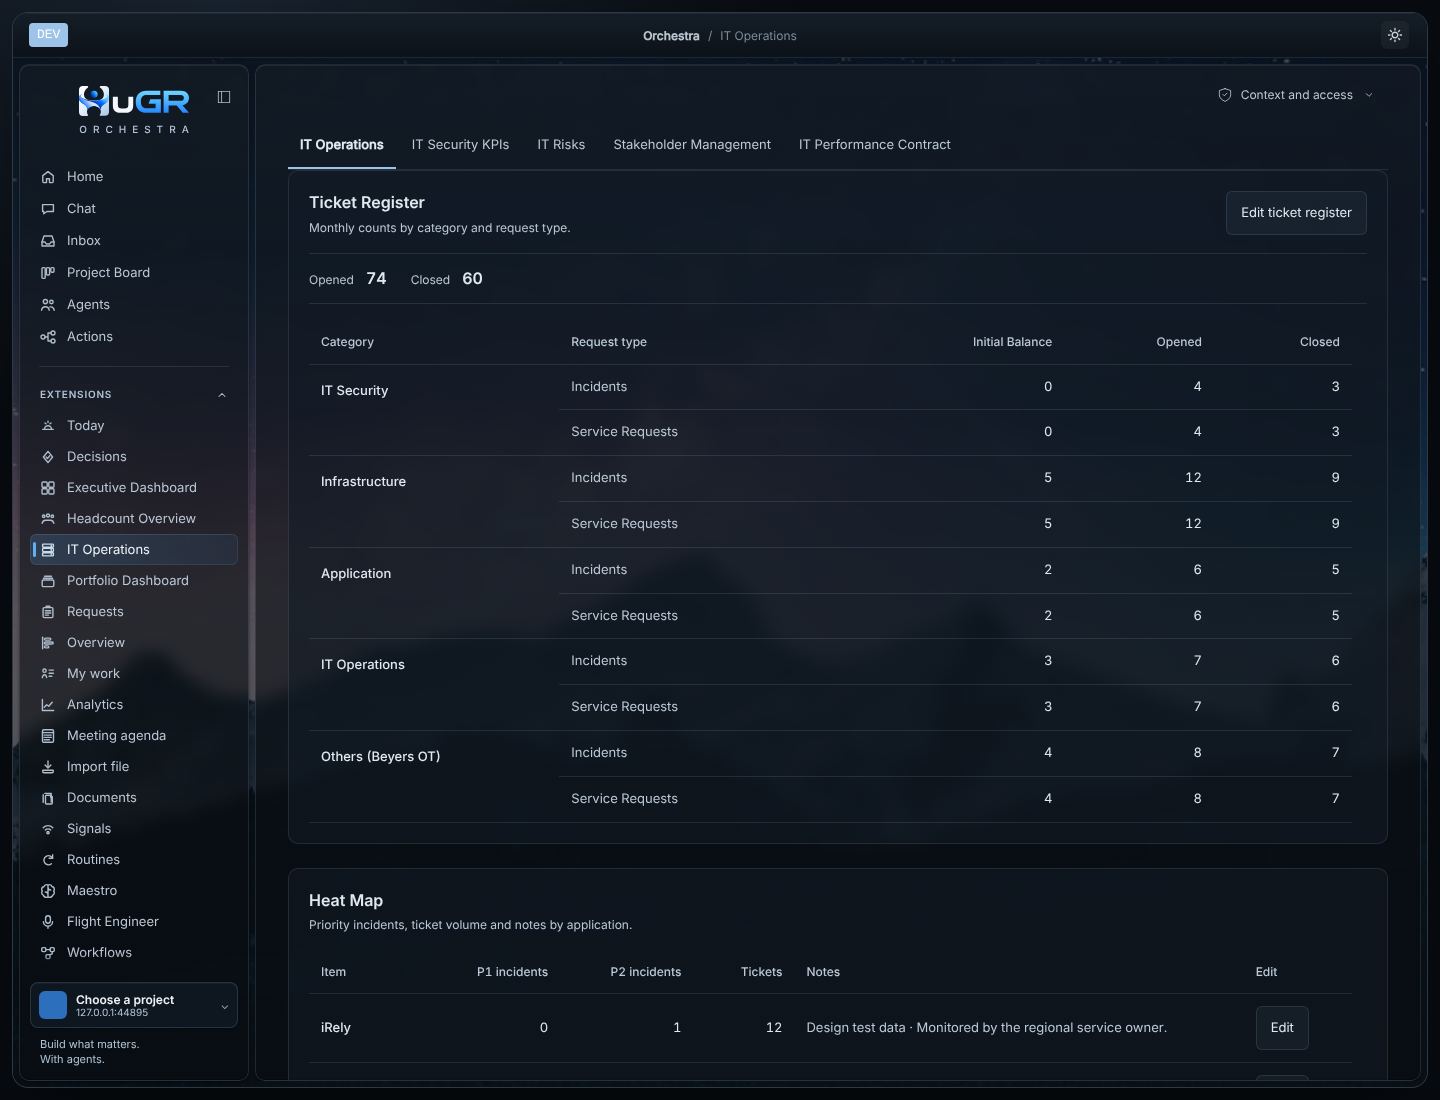 DEV
Orchestra / IT Operations
HuGR
ORCHESTRA
Home
Chat
Inbox
Project Board
Agents
Actions
EXTENSIONS
Today
Decisions
Executive Dashboard
Headcount Overview
IT Operations
Portfolio Dashboard
Requests
Overview
My work
Analytics
Meeting agenda
Import file
Documents
Signals
Routines
Maestro
Flight Engineer
Workflows
Choose a project
127.0.0.1:44895
Build what matters.
With agents.
Context and access
IT Operations IT Security KPIs IT Risks Stakeholder Management IT Performance Contract
Ticket Register
Monthly counts by category and request type.
Edit ticket register
Opened 74 Closed 60
Category Request type Initial Balance Opened Closed
IT Security Incidents 0 4 3
Service Requests 0 4 3
Infrastructure Incidents 5 12 9
Service Requests 5 12 9
Application Incidents 2 6 5
Service Requests 2 6 5
IT Operations Incidents 3 7 6
Service Requests 3 7 6
Others (Beyers OT) Incidents 4 8 7
Service Requests 4 8 7
Heat Map
Priority incidents, ticket volume and notes by application.
Item P1 incidents P2 incidents Tickets Notes Edit
iRely 0 1 12 Design test data · Monitored by the regional service owner. Edit